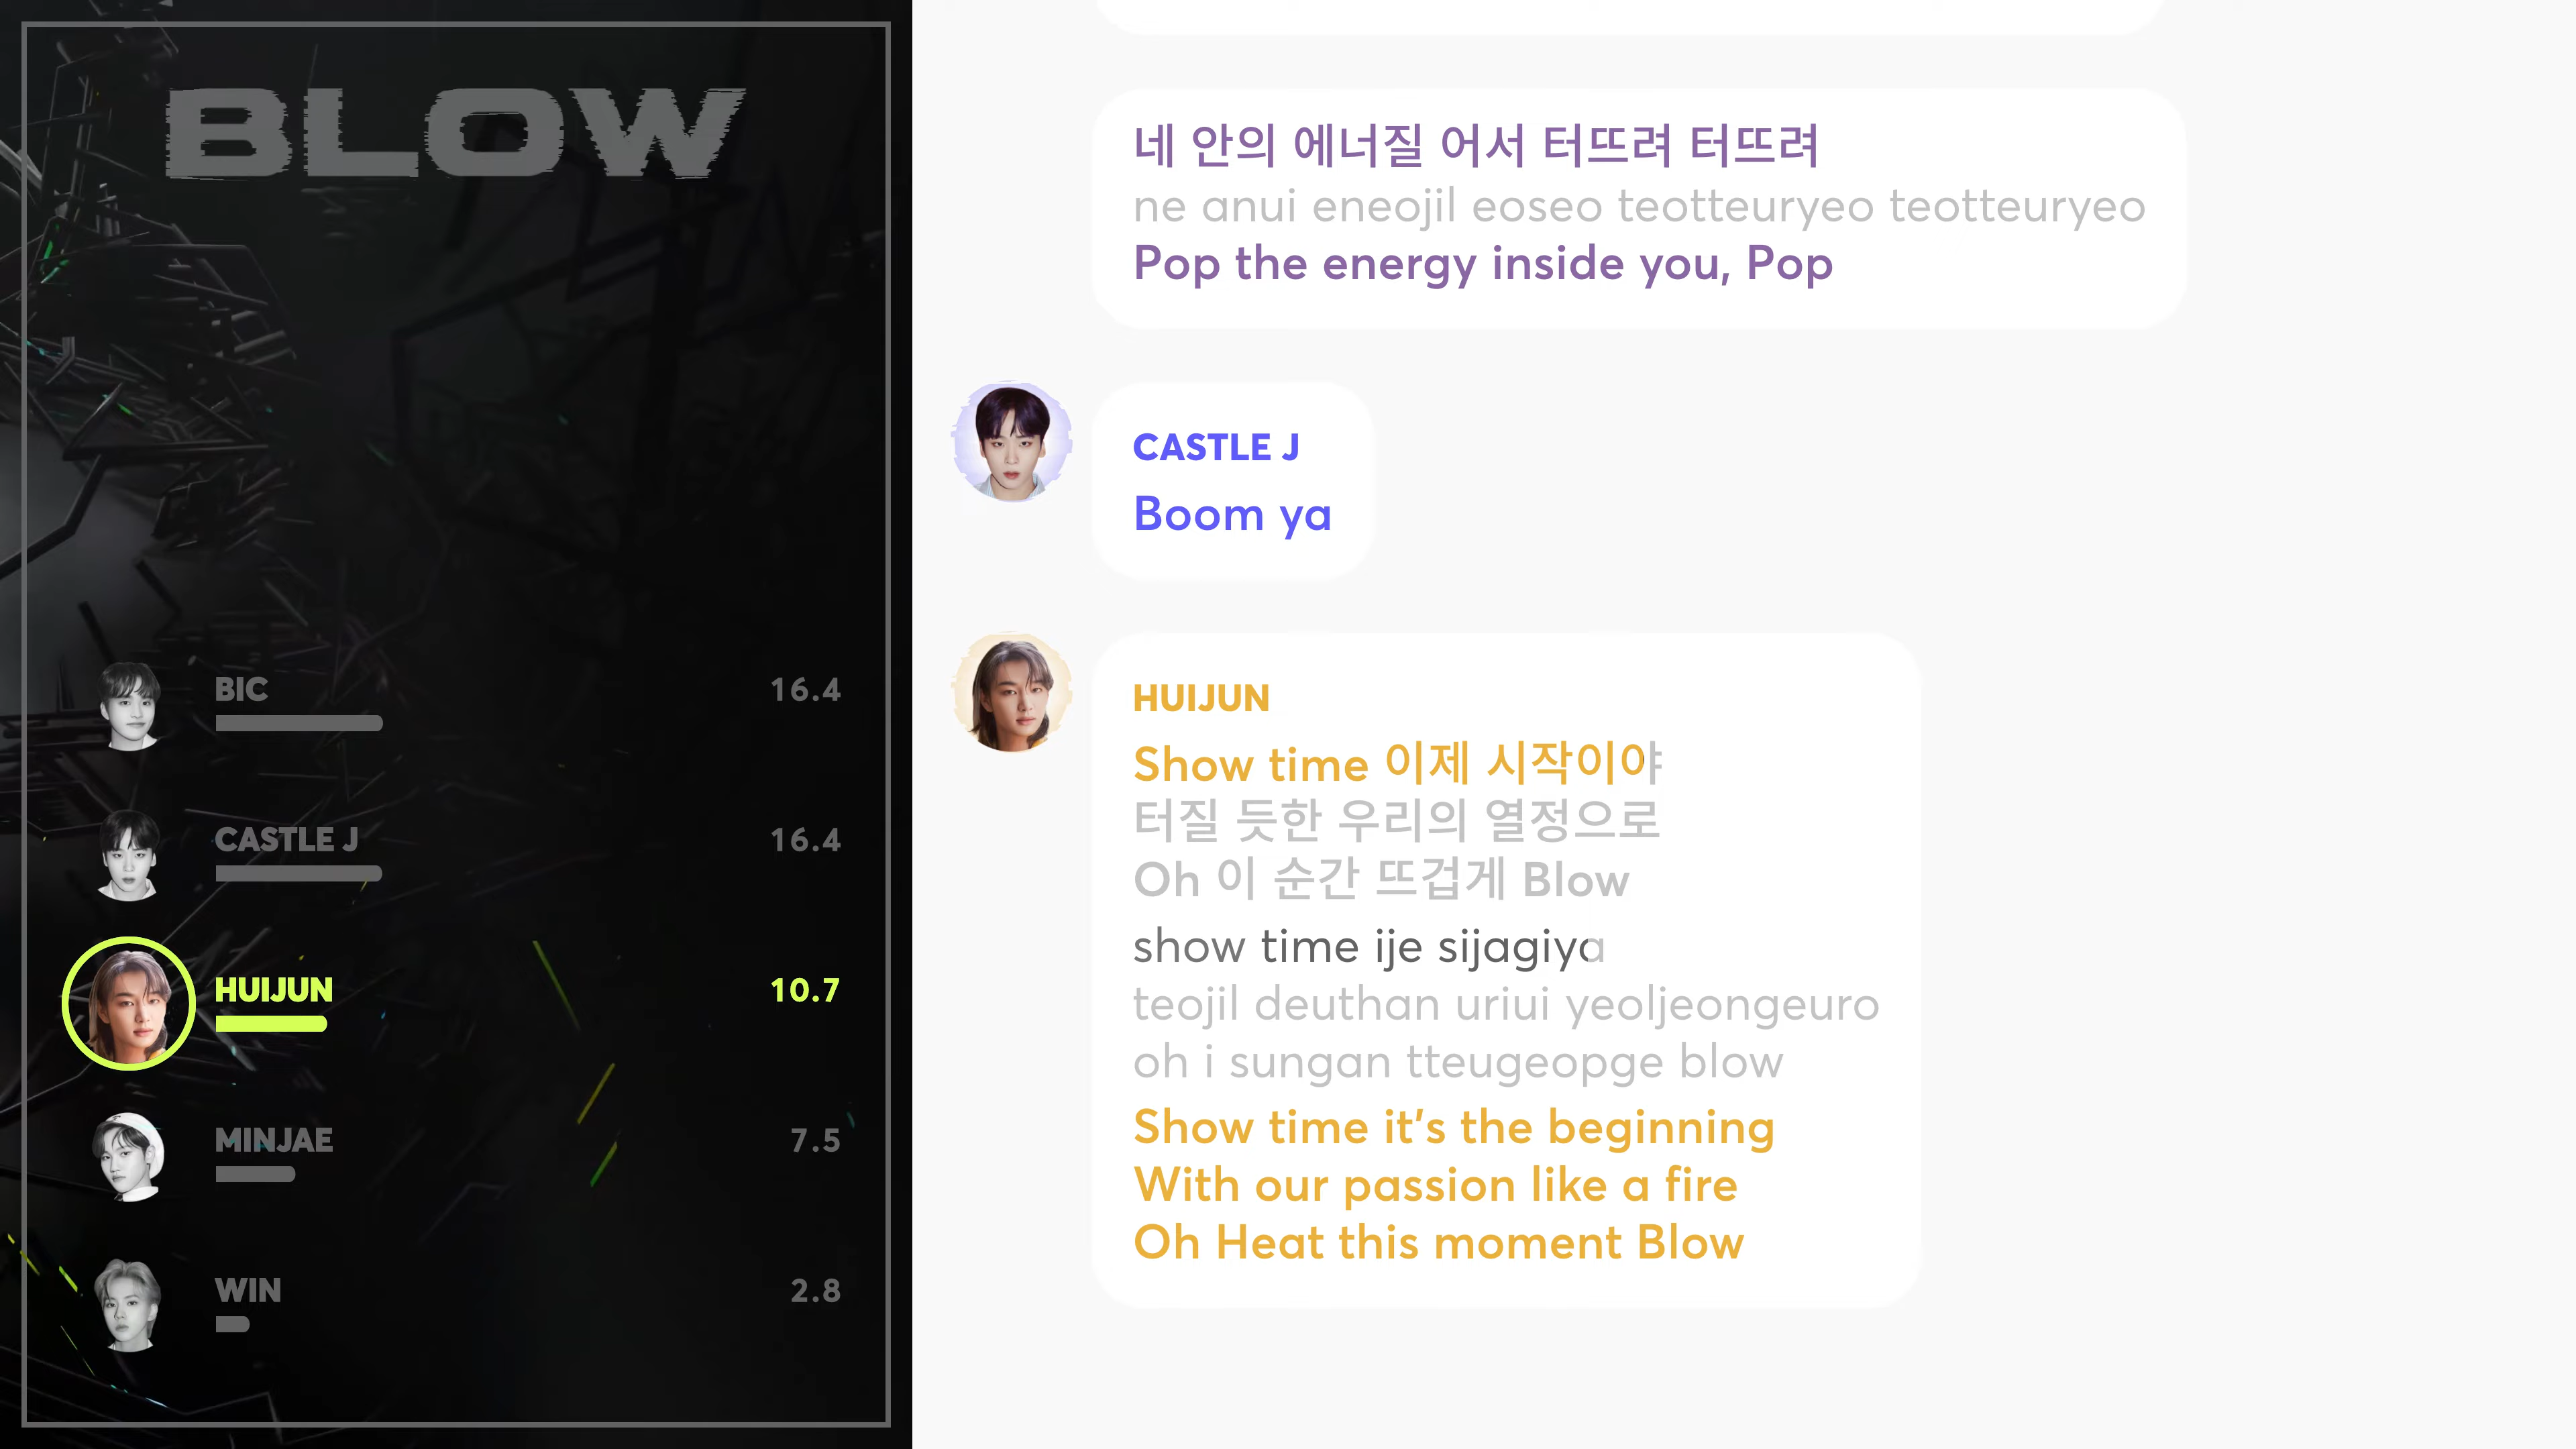 BLOW
BIC
16.4
CASTLE J
16.4
HUIJUN
10.7
MINJAE
7.5
WIN
2.8
네 안의 에너질 어서 터뜨려 터뜨려
ne anui eneojil eoseo teotteuryeo teotteuryeo
Pop the energy inside you, Pop
CASTLE J
Boom ya
HUIJUN
Show time 이제 시작이야
터질 듯한 우리의 열정으로
Oh 이 순간 뜨겁게 Blow
show time ije sijagiya
teojil deuthan uriui yeoljeongeuro
oh i sungan tteugeopge blow
Show time it's the beginning
With our passion like a fire
Oh Heat this moment Blow